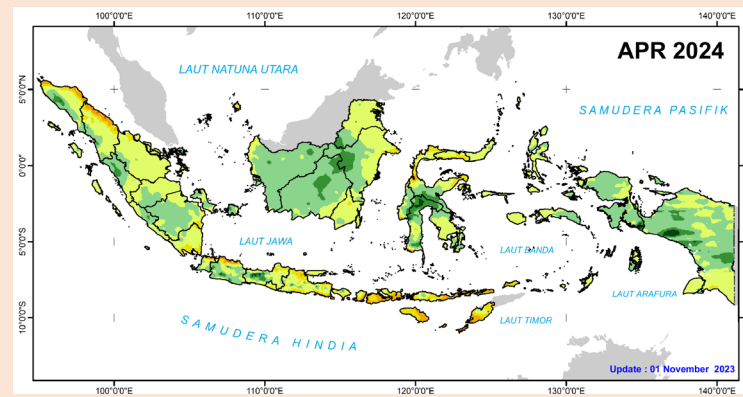 100°0'0"E 110°0'0"E 120°0'0"E 130°0'0"E 140°0'0"E
APR 2024
LAUT NATUNA UTARA
5°0'0"N
SAMUDERA PASIFIK
0°0'0"
LAUT JAWA
LAUT BANDA
5°0'0"S
LAUT ARAFURA
10°0'0"S
SAMUDERA HINDIA
LAUT TIMOR
Update : 01 November 2023
100°0'0"E 110°0'0"E 120°0'0"E 130°0'0"E 140°0'0"E